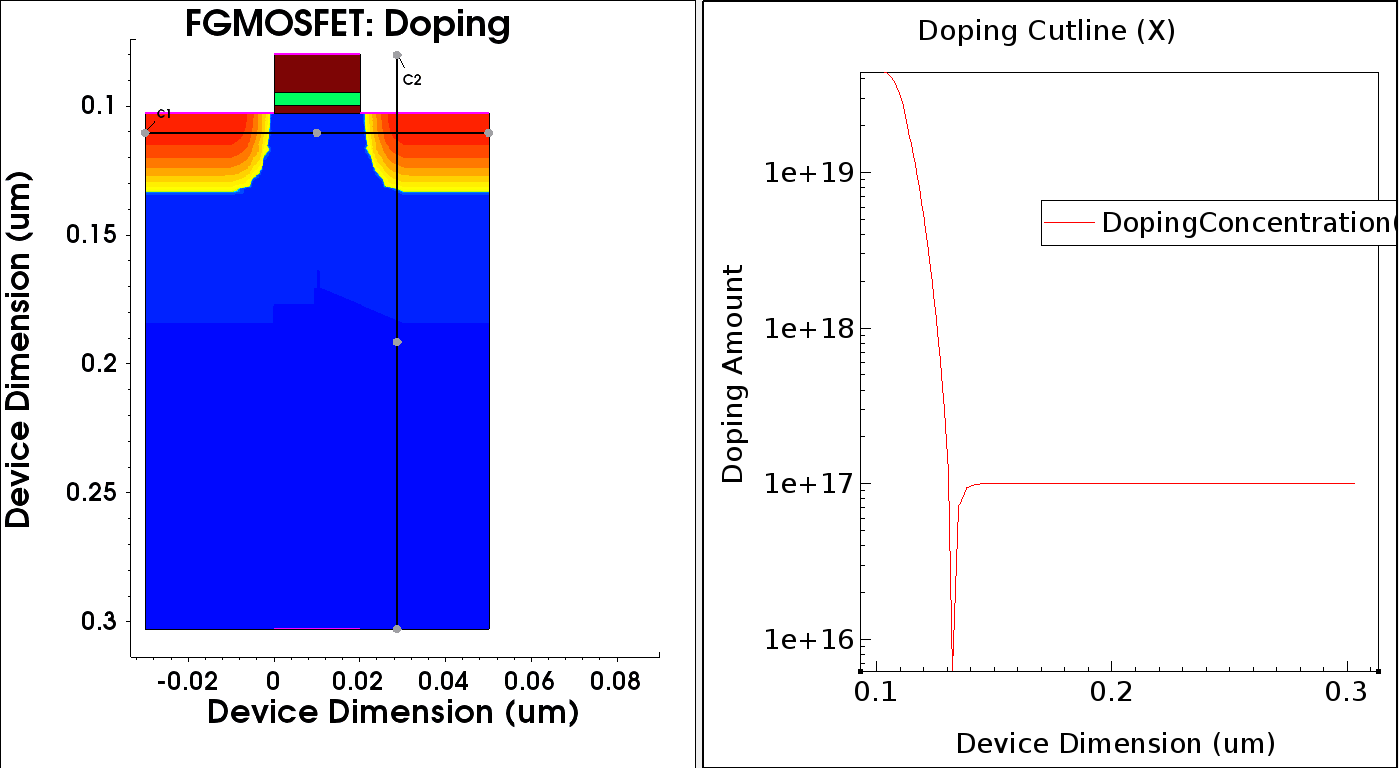 FGMOSFET: Doping
C2
C1
0.1
0.15
0.2
0.25
0.3
Device Dimension (um)
-0.02
0
0.02
0.04
0.06
0.08
Device Dimension (um)
Doping Cutline (X)
DopingConcentration(
1e+19
1e+18
1e+17
1e+16
Doping Amount
0.1
0.2
0.3
Device Dimension (um)